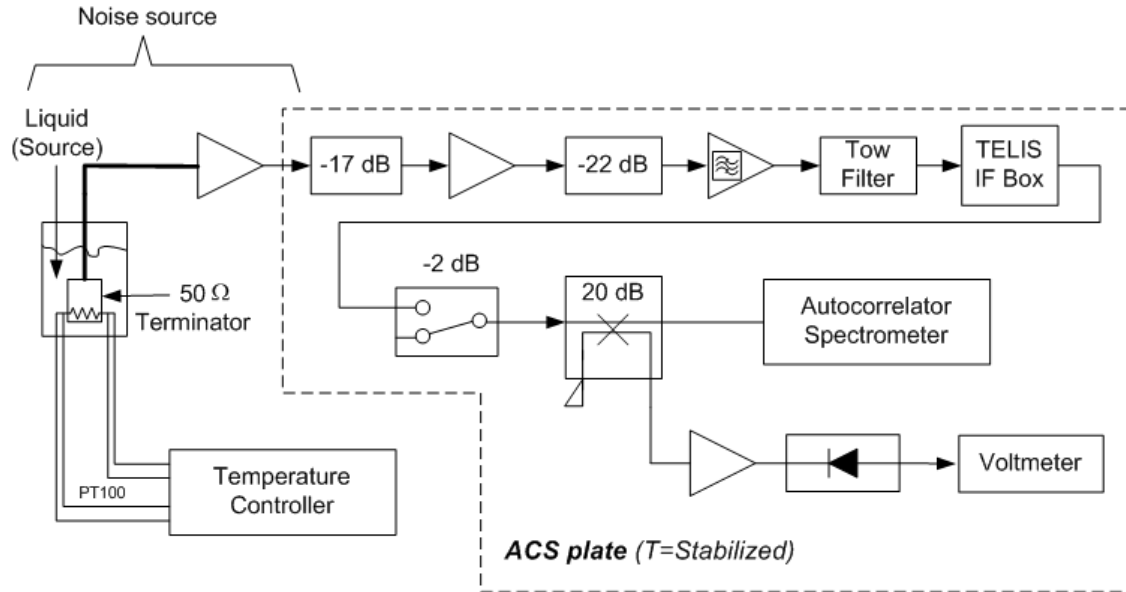 Noise source
Liquid
(Source)
-17 dB
-22 dB
Tow
Filter
TELIS
IF Box
-2 dB
20 dB
50 Ω
Terminator
Autocorrelator
Spectrometer
Temperature
Controller
PT100
Voltmeter
ACS plate (T=Stabilized)